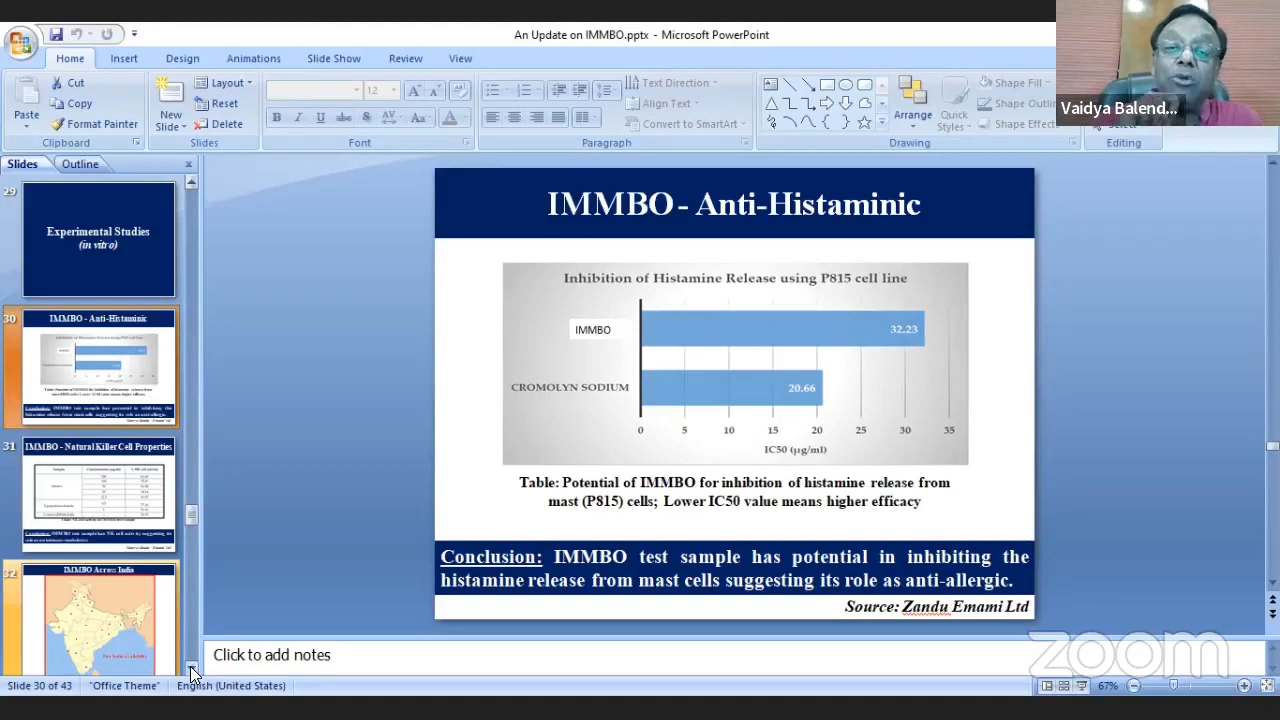 An Update on IMMBO.pptx - Microsoft PowerPoint
Home Insert Design Animations Slide Show Review View
Vaidya Balend...
Paste
Cut
Copy
Format Painter
Clipboard
New
Slide
Layout
Reset
Delete
Slides
12
Font
Text Direction
Align Text
Convert to SmartArt
Paragraph
Arrange
Quick
Styles
Shape Fill
Shape Outli
Shape Effects
Drawing
Select
Editing
Slides Outline
29
Experimental Studies
(in vitro)
30
IMMBO - Anti-Histaminic
31
IMMBO - Natural Killer Cell Properties
32
IMMBO Across India
IMMBO - Anti-Histaminic
Inhibition of Histamine Release using P815 cell line
IMMBO
32.23
CROMOLYN SODIUM
20.66
0 5 10 15 20 25 30 35
IC50 (µg/ml)
Table: Potential of IMMBO for inhibition of histamine release from
mast (P815) cells; Lower IC50 value means higher efficacy
Conclusion: IMMBO test sample has potential in inhibiting the
histamine release from mast cells suggesting its role as anti-allergic.
Source: Zandu Emami Ltd
Click to add notes
zoom
Slide 30 of 43 "Office Theme" English (United States) 67%